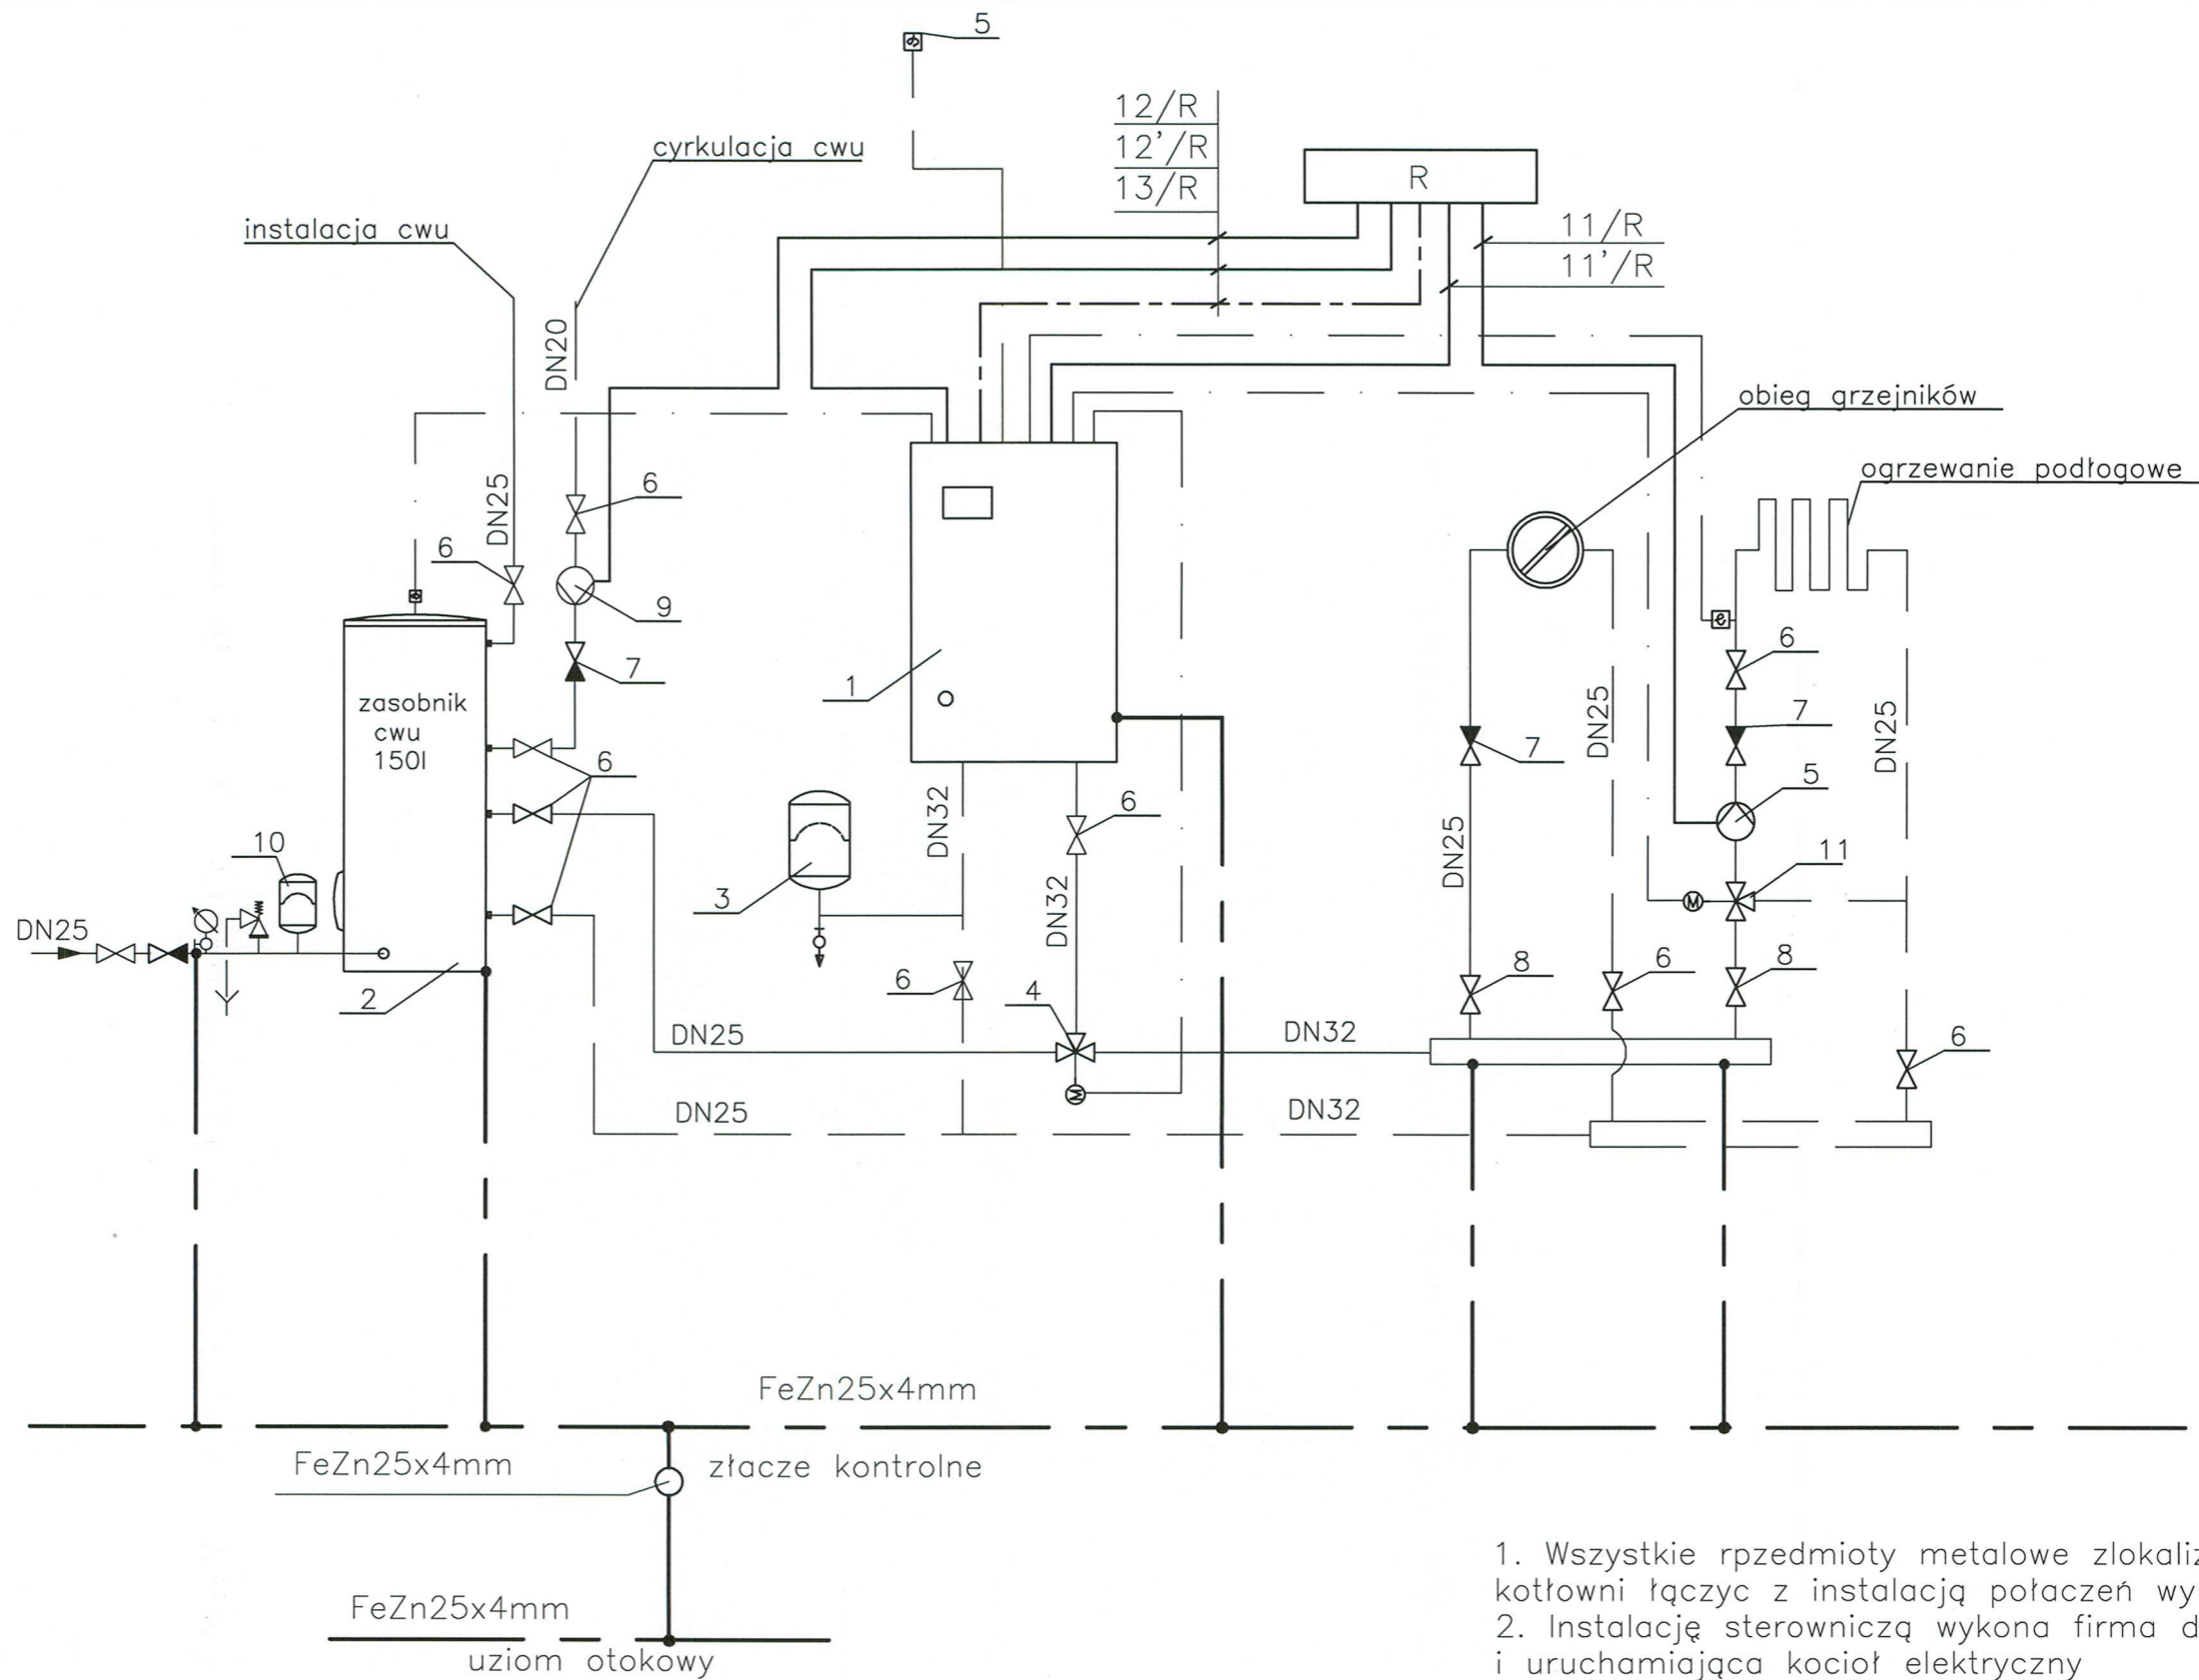 5
12/R
12'/R
13/R
cyrkulacja cwu
R
instalacja cwu
11/R
11'/R
DN20
obieg grzejników
ogrzewanie podłogowe
DN25
6
6
9
7
zasobnik
cwu
150l
1
6
7
7
DN25
DN25
5
6
DN32
6
DN25
10
3
DN32
11
DN25
2
6
4
8
6
8
DN25
DN32
6
DN25
DN32
FeZn25x4mm
FeZn25x4mm
złacze kontrolne
FeZn25x4mm
uziom otokowy
1. Wszystkie rpzedmioty metalowe zlokaliz
kotłowni łączyc z instalacją połaczeń wy
2. Instalację sterowniczą wykona firma d
i uruchamiająca kocioł elektryczny